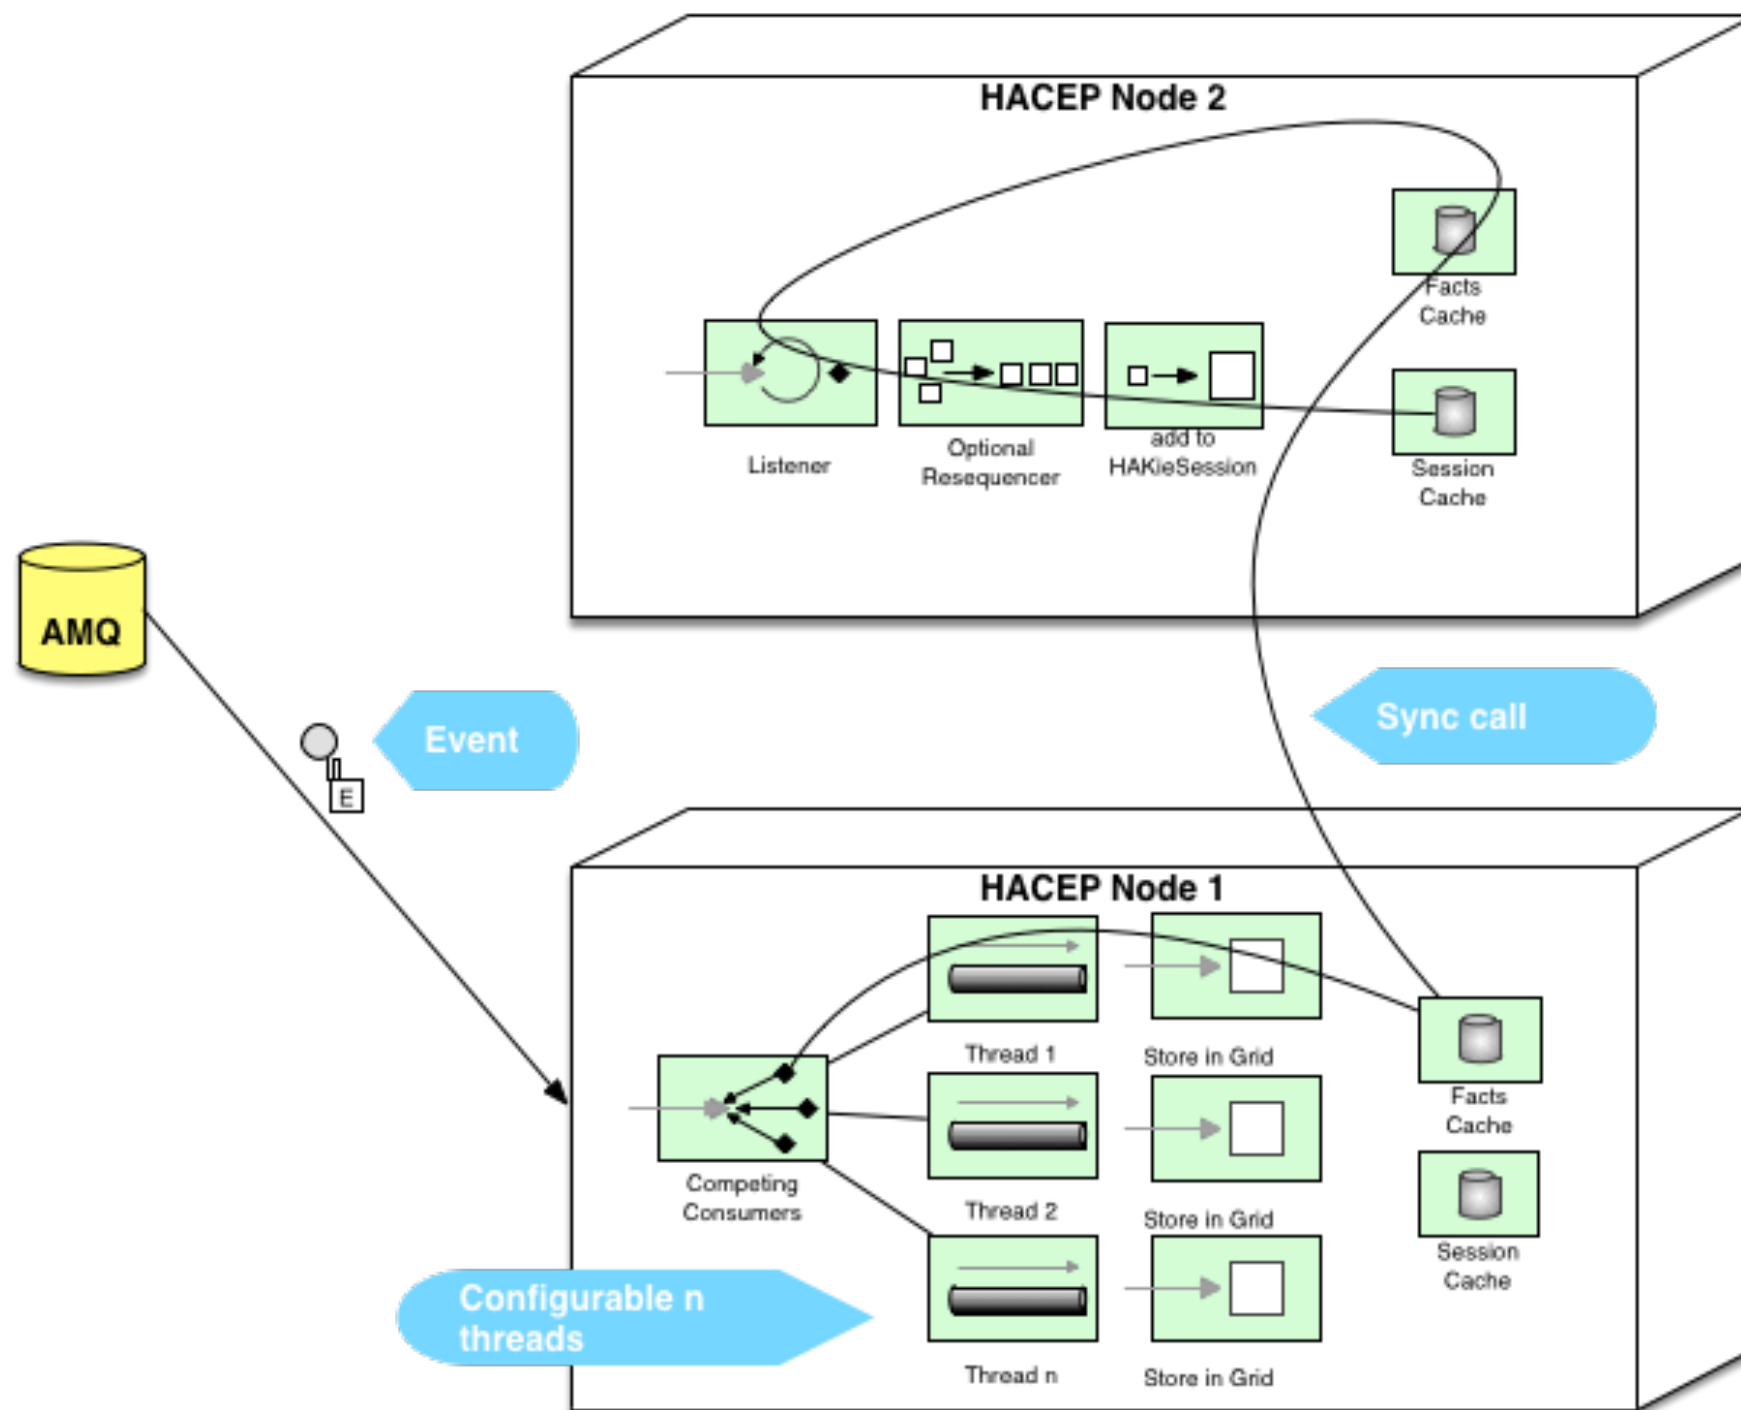 HACEP Node 2
Facts
Cache
Listener
Optional
Resequencer
add to
HAKieSession
Session
Cache
AMQ
Event
E
Sync call
HACEP Node 1
Thread 1
Store in Grid
Facts
Cache
Competing
Consumers
Thread 2
Store in Grid
Session
Cache
Configurable n
threads
Thread n
Store in Grid